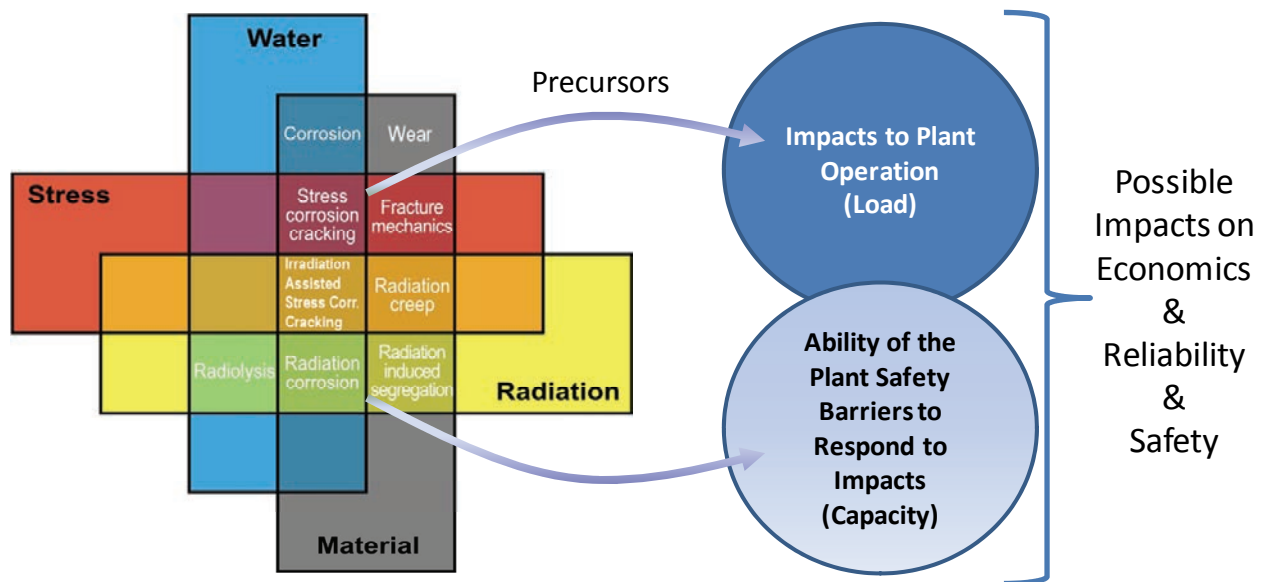 Water
Corrosion
Wear
Stress
Stress
corrosion
cracking
Fracture
mechanics
Irradiation
Assisted
Stress Corr.
Cracking
Radiation
creep
Radiolysis
Radiation
corrosion
Radiation
induced
segregation
Radiation
Material
Precursors
Impacts to Plant
Operation
(Load)
Ability of the
Plant Safety
Barriers to
Respond to
Impacts
(Capacity)
Possible
Impacts on
Economics
&
Reliability
&
Safety